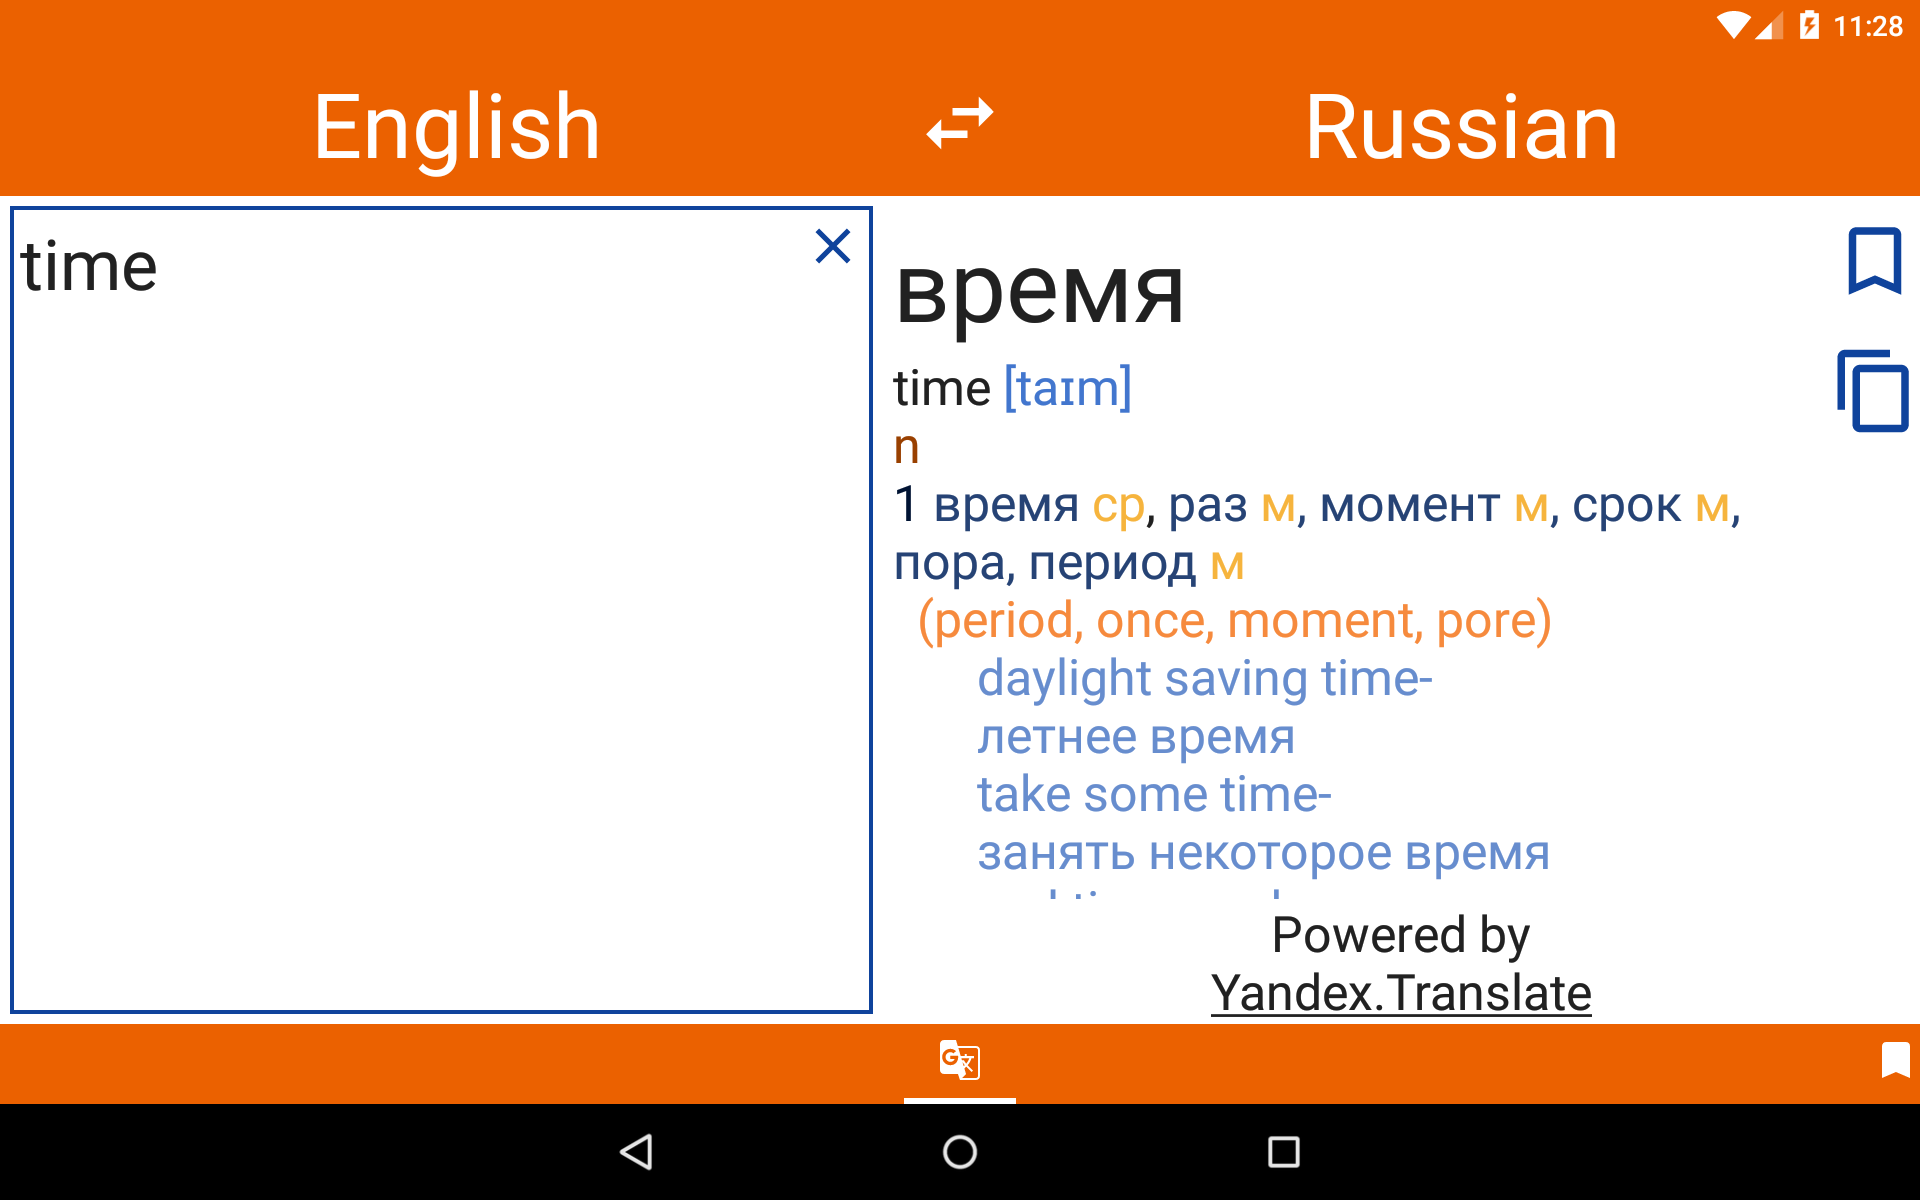 11:28
English
Russian
time
время
time [taɪm]
n
1 время ср, раз м, момент м, срок м,
пора, период м
(period, once, moment, pore)
daylight saving time-
летнее время
take some time-
занять некоторое время
Powered by
Yandex.Translate